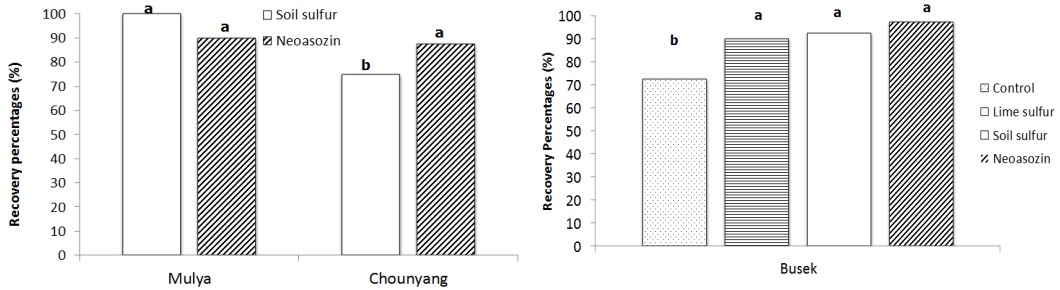 Recovery percentages (%)
100
90
80
70
60
50
40
30
20
10
0
a
a
b
a
Soil sulfur
Neoasozin
Mulya
Chounyang
Recovery Percentages (%)
100
90
80
70
60
50
40
30
20
10
0
b
a
a
a
Control
Lime sulfur
Soil sulfur
Neoasozin
Busek